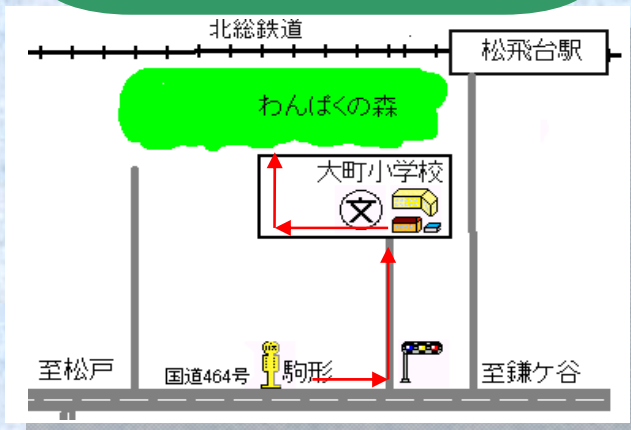 北総鉄道
松飛台駅
わんぱくの森
大町小学校
文
至松戸
国道464号
駒形
至鎌ケ谷